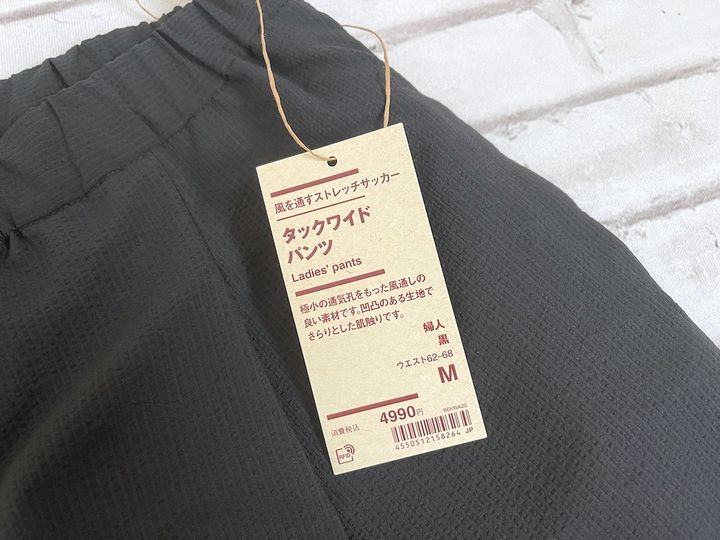 風を通すストレッチサッカー
タックワイド
パンツ
Ladies' pants
極小の通気孔をもった風通しの
良い素材です。凹凸のある生地で
さらりとした肌触りです。
婦人
黒
ウエスト62-68
M
消費税込 4990円
4550512158264 JP
RFID